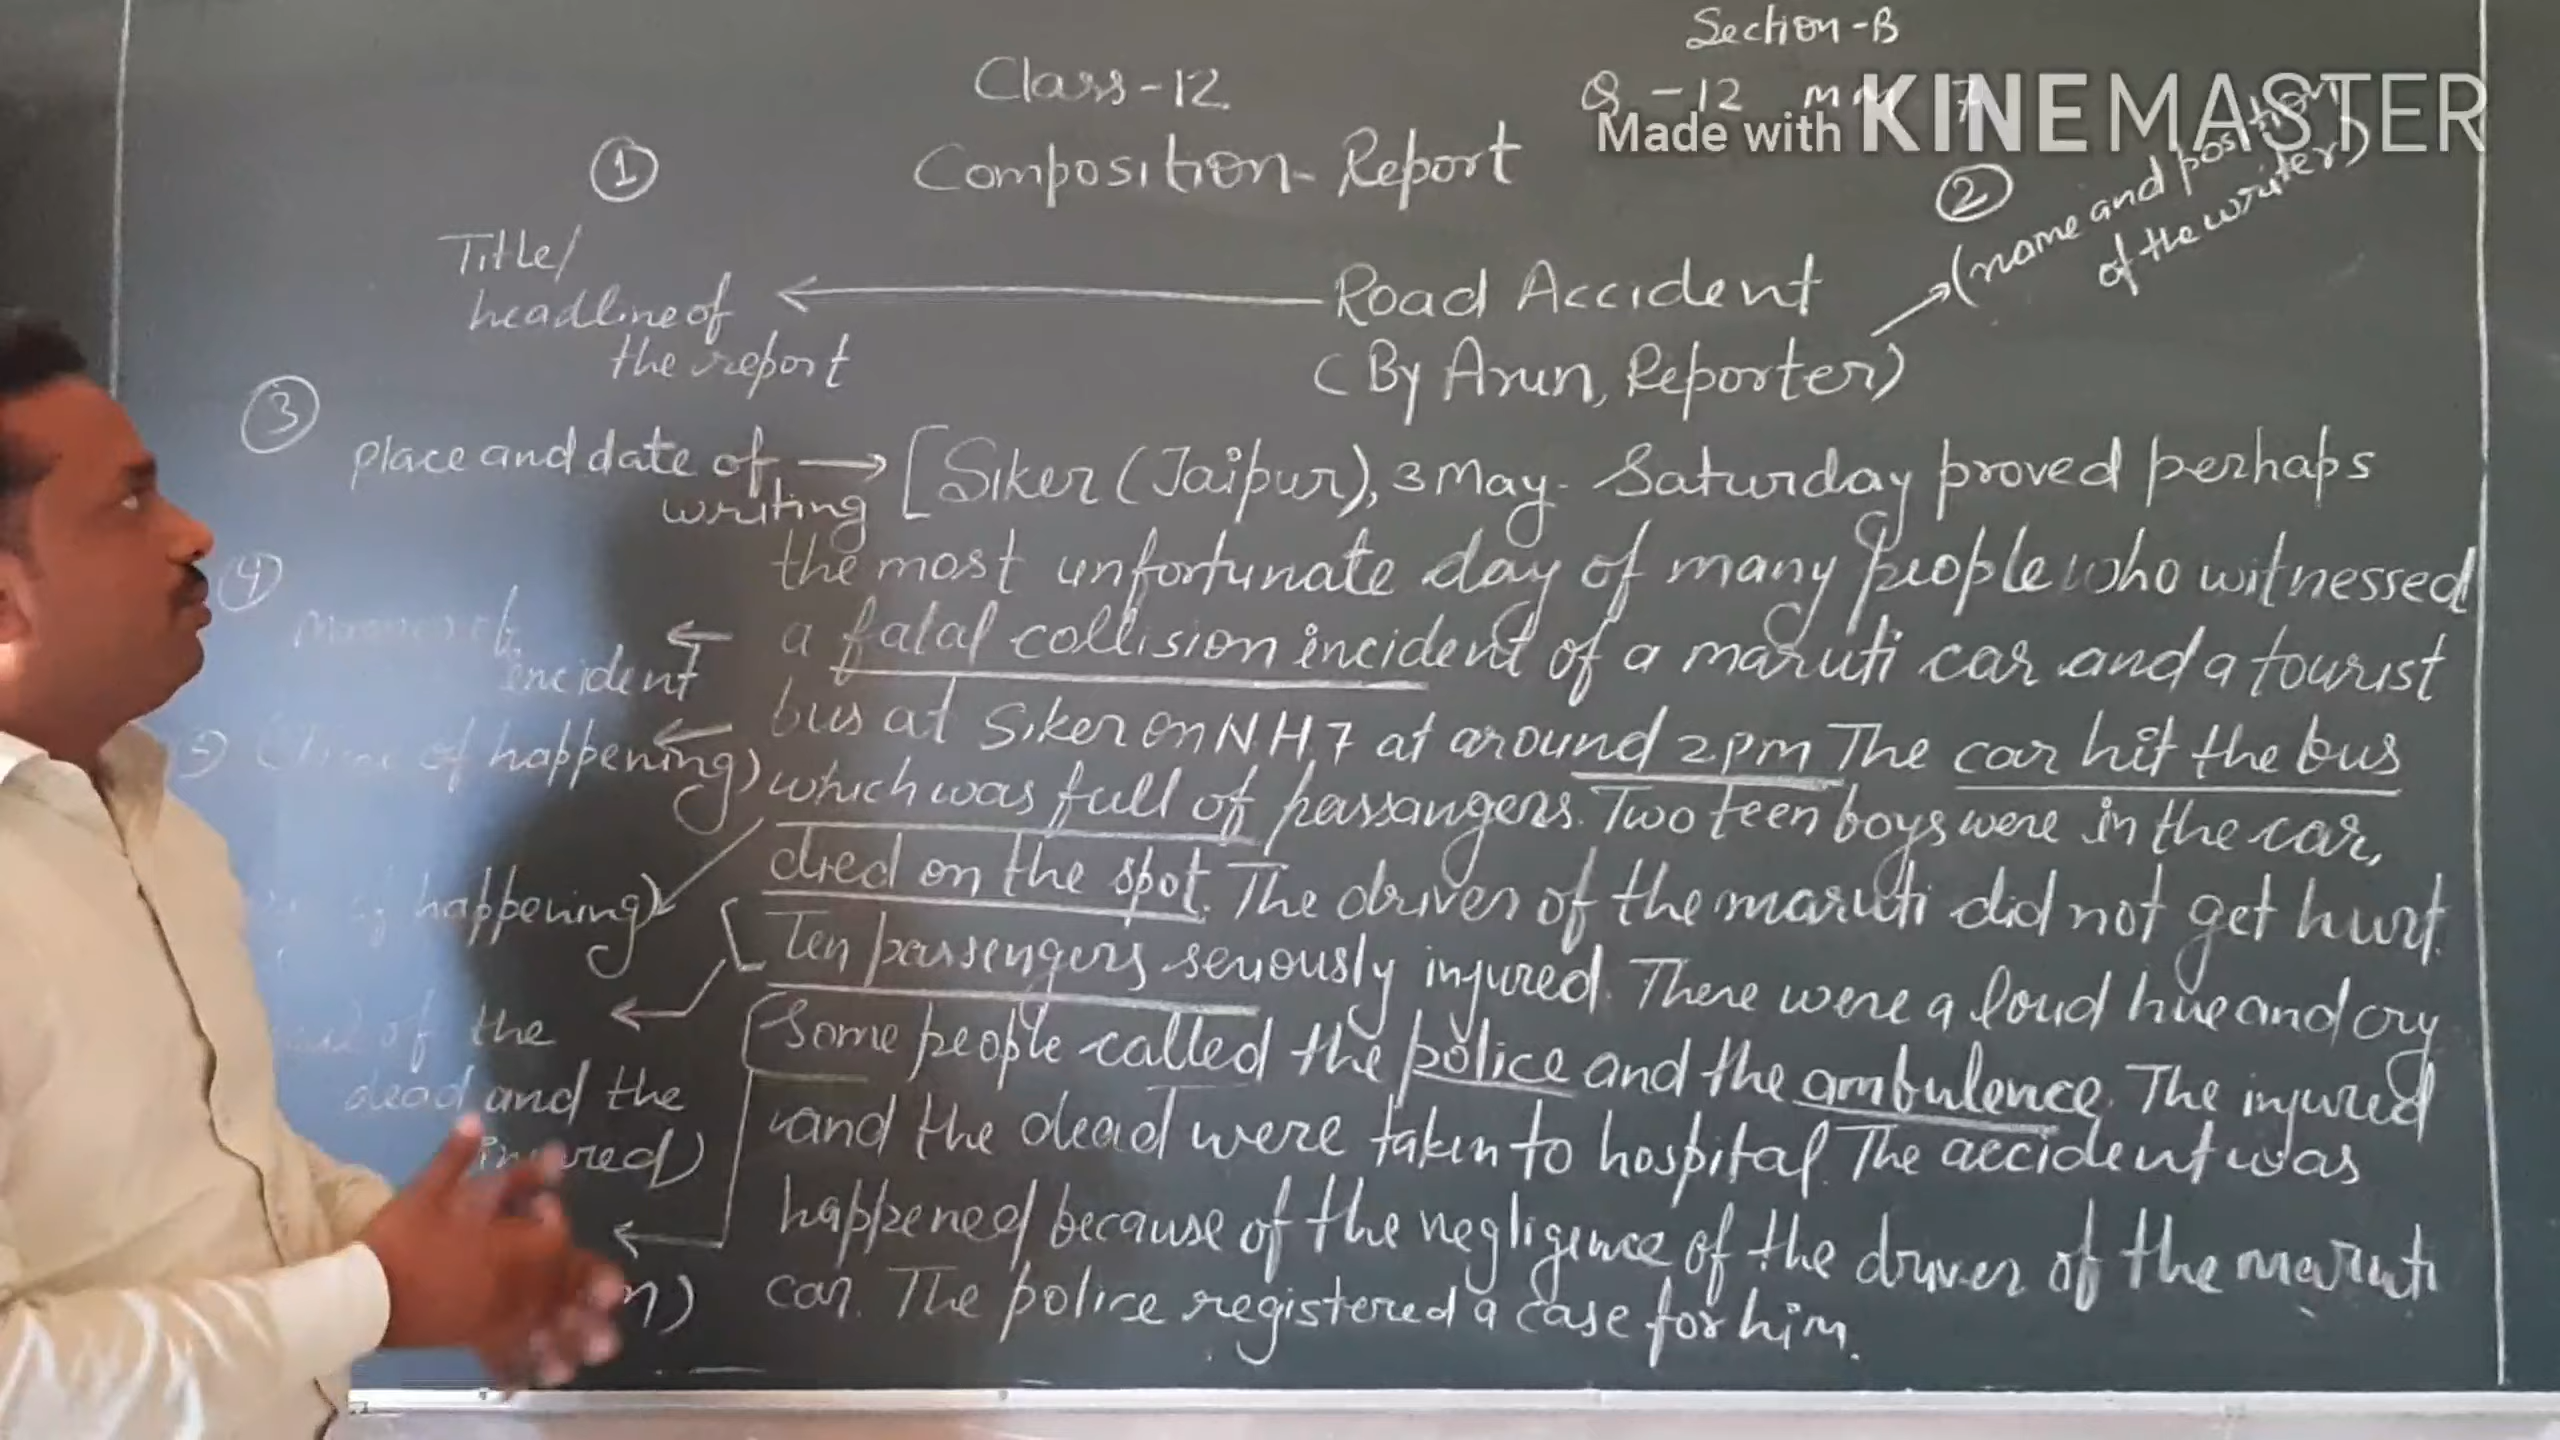 Section-B
Class-12
Q-12 MM 7
Made with KINEMASTER
Composition-Report
①
②
(name and position
of the writer)
Title/
headline of
the report
Road Accident
(By Arun, Reporter)
③
place and date of
writing
[Siker (Jaipur), 3 May. Saturday proved perhaps
the most unfortunate day of many people who witnessed
④
incident
a fatal collision incident of a maruti car and a tourist
of happening)
bus at Siker on N.H.7 at around 2 pm The car hit the bus
which was full of passangers. Two teen boys were in the car,
happening)
died on the spot. The driver of the maruti did not get hurt.
Ten passengers seriously injured. There were a loud hue and cry
of the
dead and the
injured)
Some people called the police and the ambulence. The injured
and the dead were taken to hospital. The accident was
happened because of the negligence of the driver of the maruti
car. The police registered a case for him.